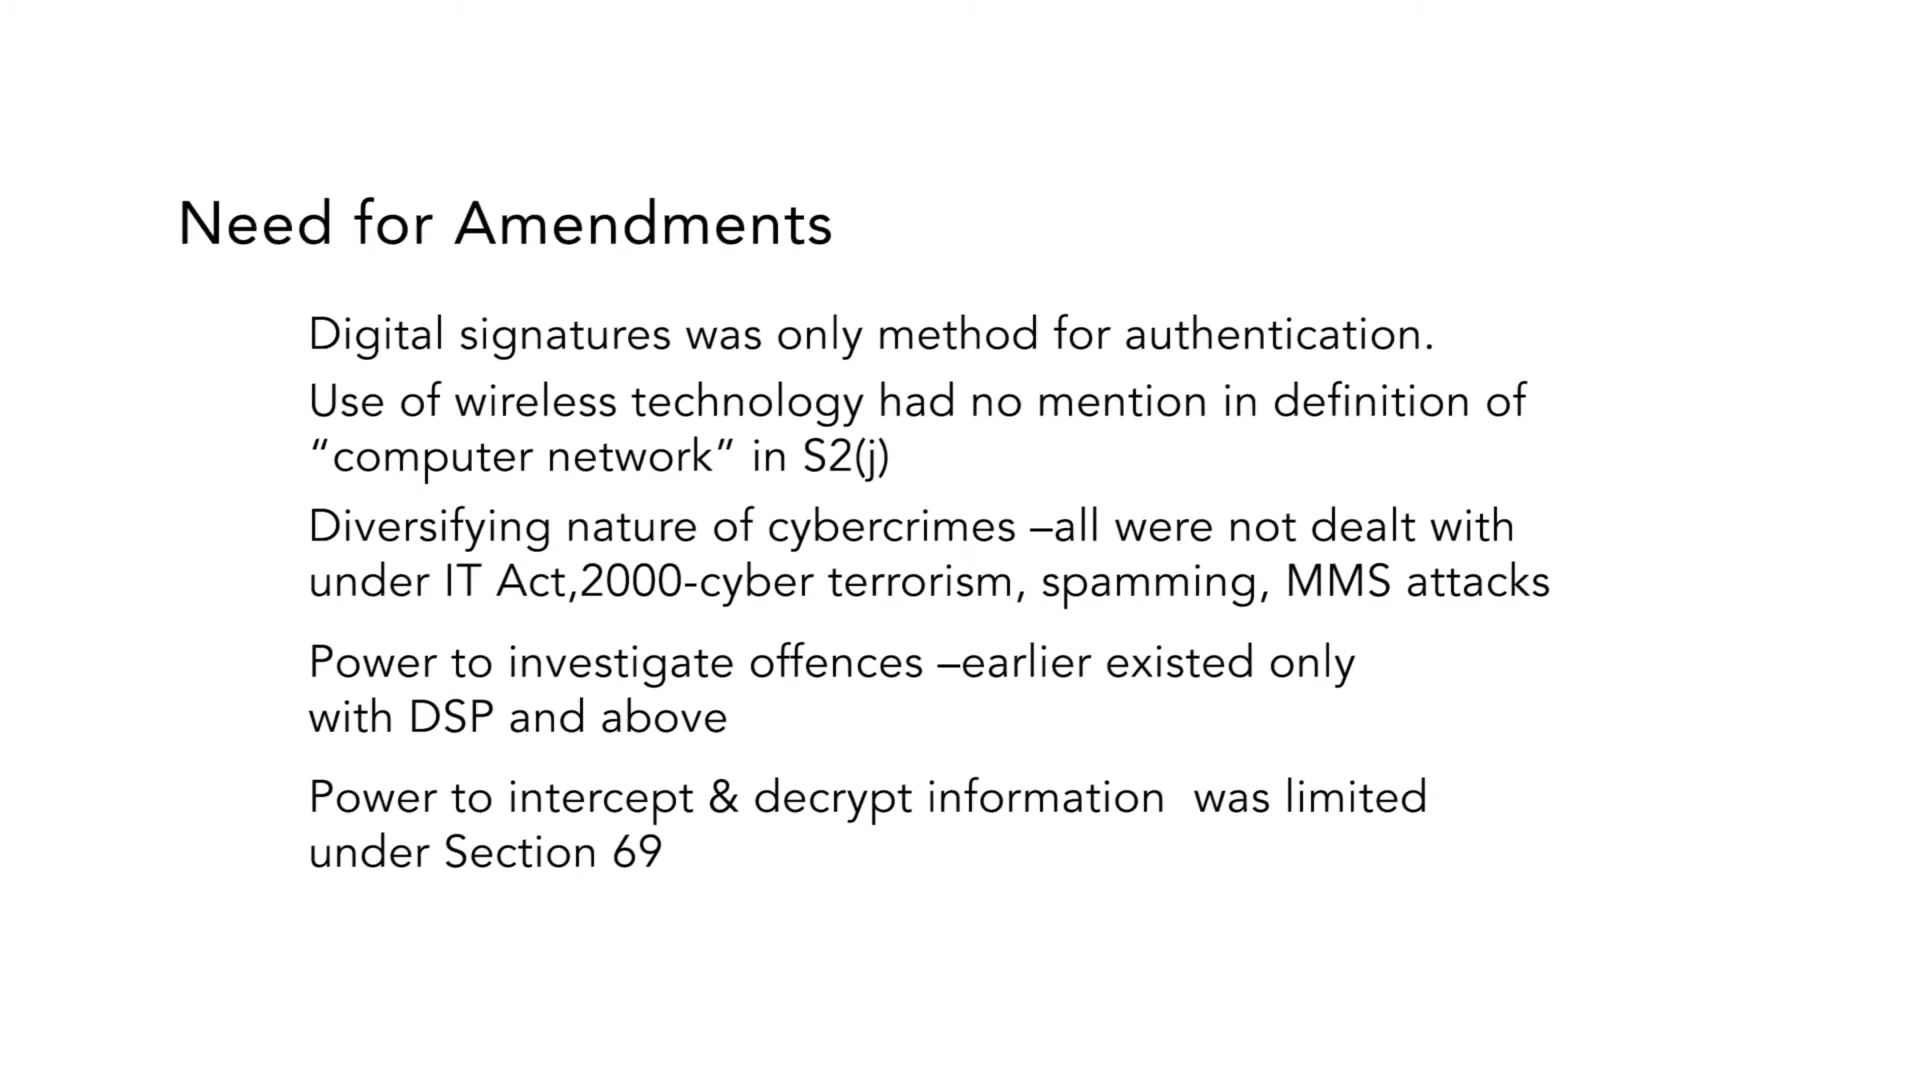 Need for Amendments
Digital signatures was only method for authentication.
Use of wireless technology had no mention in definition of
“computer network” in S2(j)
Diversifying nature of cybercrimes –all were not dealt with
under IT Act,2000-cyber terrorism, spamming, MMS attacks
Power to investigate offences –earlier existed only
with DSP and above
Power to intercept & decrypt information  was limited
under Section 69